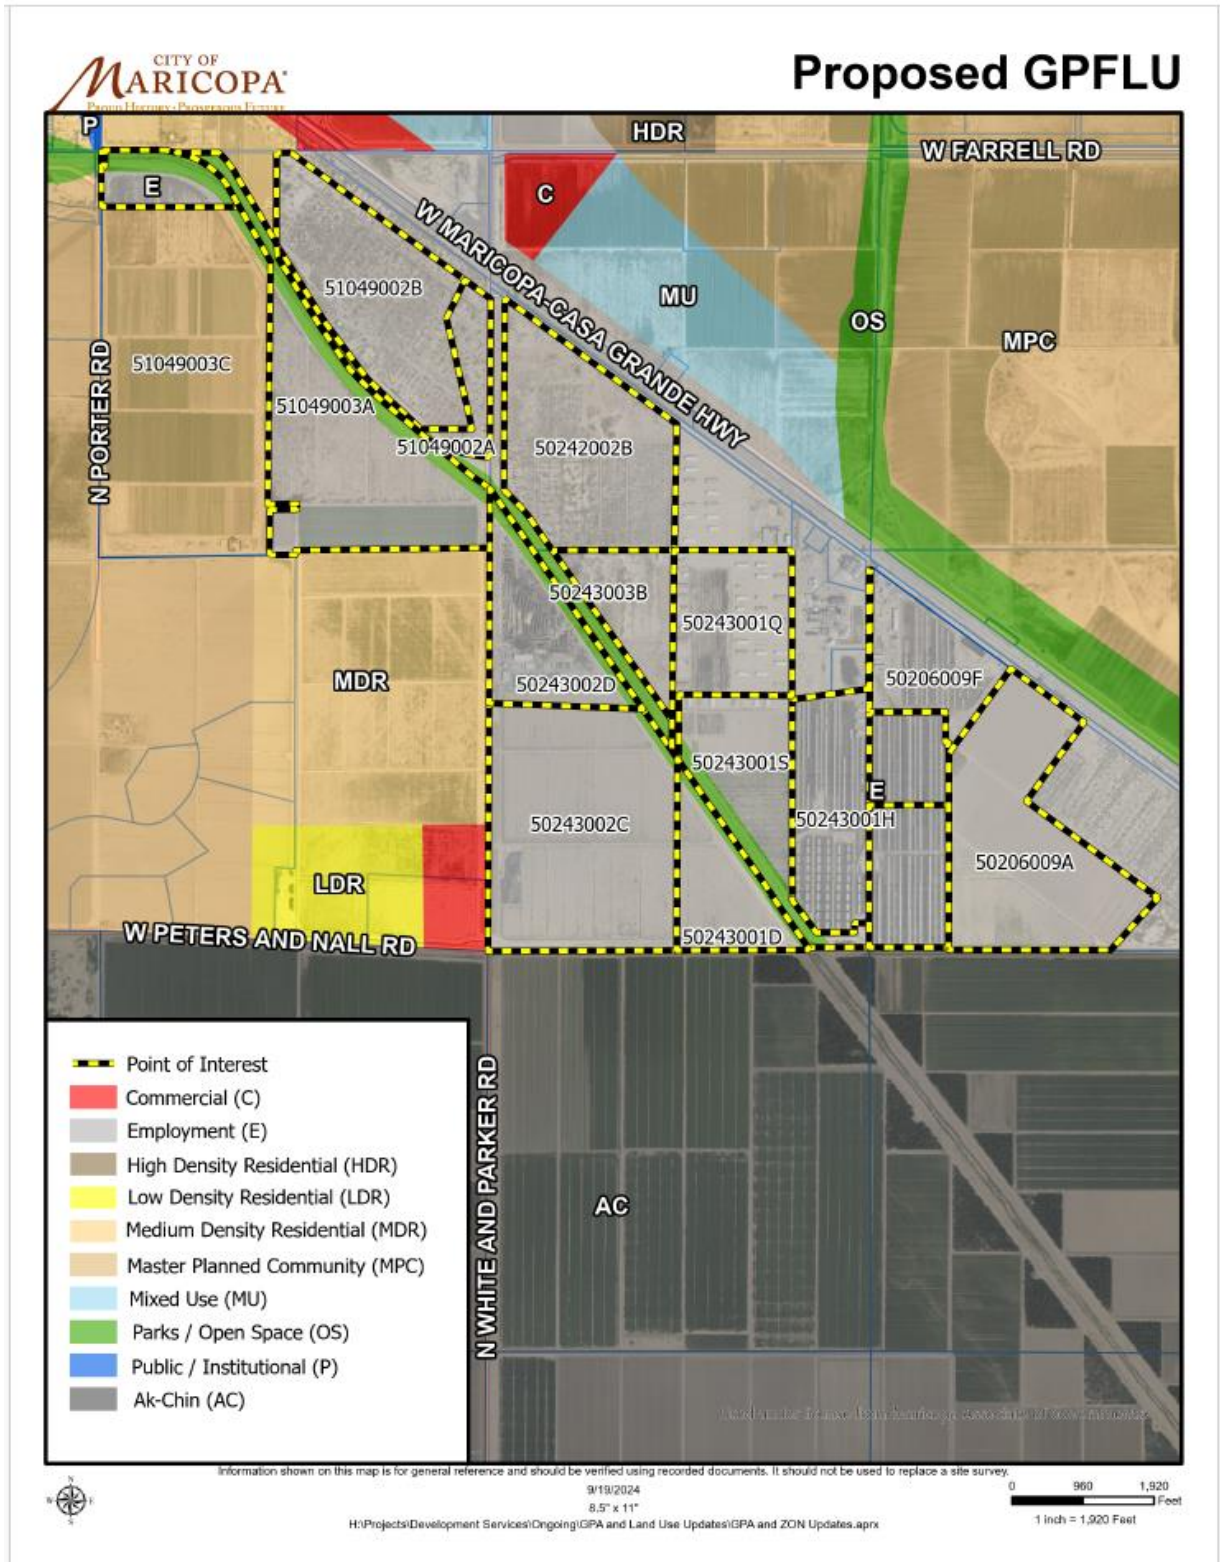 CITY OF
MARICOPA
PROUD HISTORY • PROSPEROUS FUTURE
Proposed GPFLU
P
HDR
W FARRELL RD
E
C
W MARICOPA-CASA GRANDE HWY
51049002B
MU
OS
MPC
N PORTER RD
51049003C
51049003A
51049002A
50242002B
50243003B
50243001Q
MDR
50243002D
50206009F
50243001S
E
50243002C
50243001H
50206009A
LDR
W PETERS AND NALL RD
50243001D
N WHITE AND PARKER RD
AC
Point of Interest
Commercial (C)
Employment (E)
High Density Residential (HDR)
Low Density Residential (LDR)
Medium Density Residential (MDR)
Master Planned Community (MPC)
Mixed Use (MU)
Parks / Open Space (OS)
Public / Institutional (P)
Ak-Chin (AC)
Information shown on this map is for general reference and should be verified using recorded documents. It should not be used to replace a site survey.
N
W E
S
9/19/2024
8.5" x 11"
H:\Projects\Development Services\Ongoing\GPA and Land Use Updates\GPA and ZON Updates.aprx
0 960 1,920
Feet
1 inch = 1,920 Feet